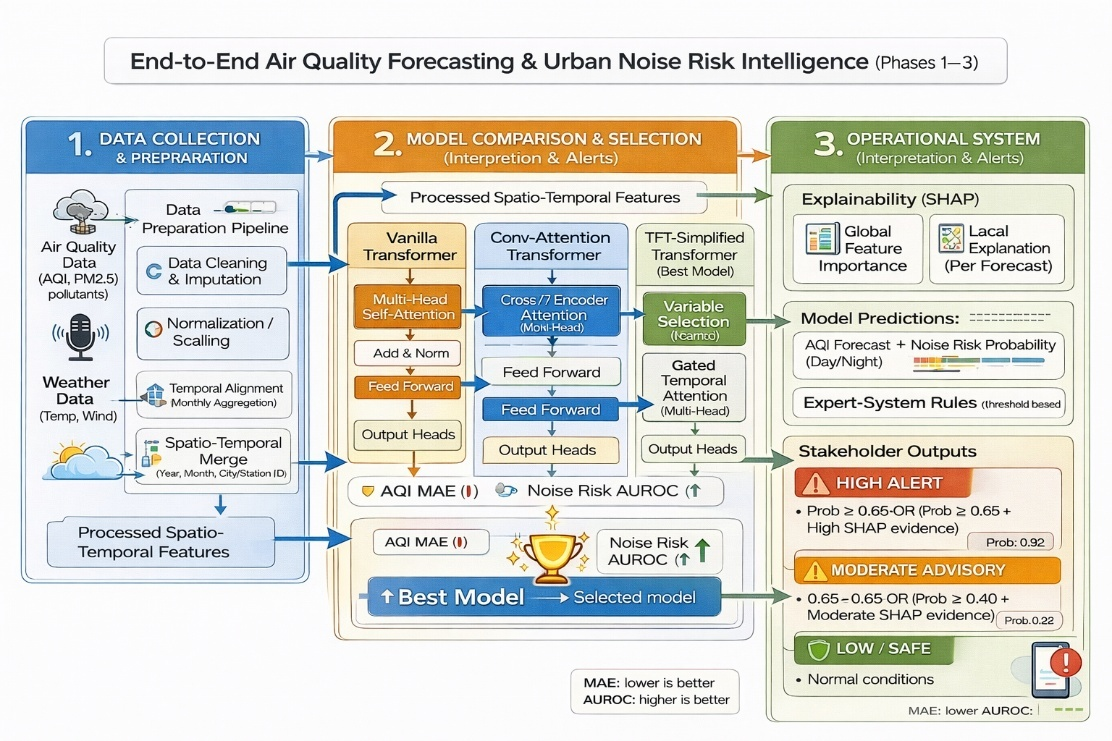 End-to-End Air Quality Forecasting & Urban Noise Risk Intelligence (Phases 1—3)
1. DATA COLLECTION
& PREPRARATION
Air Quality
Data
(AQI, PM2.5)
pollutants)
Weather
Data
(Temp, Wind)
Data
Preparation Pipeline
Data Cleaning
& Imputation
Normalization /
Scalling
Temporal Alignment
(Monthly Aggregation)
Spatio-Temporal
Merge
(Year, Month, City/Station ID)
Processed Spatio-
Temporal Features
2. MODEL COMPARISON & SELECTION
(Interpretion & Alerts)
Processed Spatio-Temporal Features
Vanilla
Transformer
Multi-Head
Self-Attention
Add & Norm
Feed Forward
Output Heads
Conv-Attention
Transformer
Cross/7 Encoder
Attention
Feed Forward
Feed Forward
Output Heads
TFT-Simplified
Transformer
(Best Model)
Variable
Selection
Gated
Temporal
Attention
(Multi-Head)
Output Heads
AQI MAE (
Noise Risk AUROC (↑
AQI MAE (
Noise Risk
AUROC (↑ ↑
↑ Best Model → Selected model
MAE: lower is better
AUROC: higher is better
3. OPERATIONAL SYSTEM
(Interpretation & Alerts)
Explainability (SHAP)
Global
Feature
Importance
Lacal
Explanation
(Per Forecast)
Model Predictions:
AQI Forecast + Noise Risk Probability
(Day/Night)
Expert-System Rules (threshold based
Stakeholder Outputs
HIGH ALERT
• Prob ≥ 0.65-OR (Prob ≥ 0.65 +
High SHAP evidence)
Prob: 0.92
MODERATE ADVISORY
• 0.65–0.65 OR (Prob ≥ 0.40 +
Moderate SHAP evidence)
Prob.0.22
LOW / SAFE
• Normal conditions
MAE: lower AUROC: